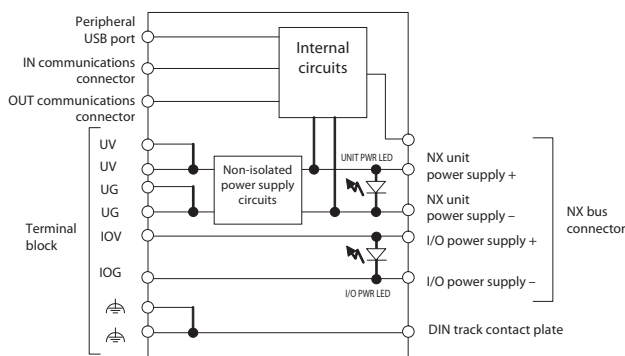 Peripheral
USB port
IN communications
connector
OUT communications
connector
Internal
circuits
UV
UV
UG
UG
IOV
IOG
Terminal
block
Non-isolated
power supply
circuits
UNIT PWR LED
I/O PWR LED
NX unit
power supply +
NX unit
power supply –
I/O power supply +
I/O power supply –
DIN track contact plate
NX bus
connector